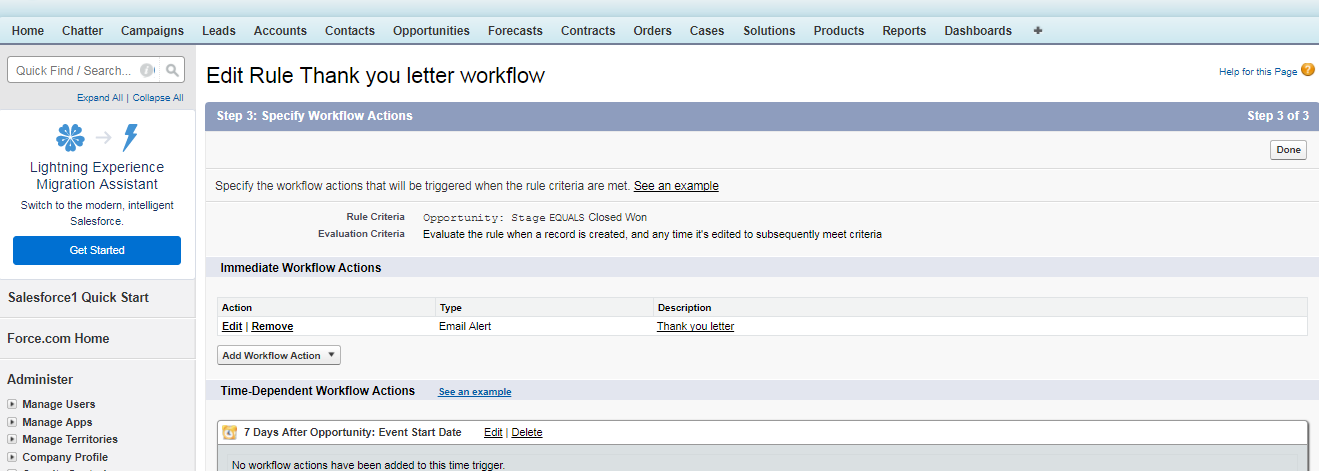 Home Chatter Campaigns Leads Accounts Contacts Opportunities Forecasts Contracts Orders Cases Solutions Products Reports Dashboards +
Quick Find / Search...
Expand All | Collapse All
Lightning Experience
Migration Assistant
Switch to the modern, intelligent
Salesforce.
Get Started
Salesforce1 Quick Start
Force.com Home
Administer
Manage Users
Manage Apps
Manage Territories
Company Profile
Edit Rule Thank you letter workflow
Help for this Page ?
Step 3: Specify Workflow Actions Step 3 of 3
Done
Specify the workflow actions that will be triggered when the rule criteria are met. See an example
Rule Criteria Opportunity: Stage EQUALS Closed Won
Evaluation Criteria Evaluate the rule when a record is created, and any time it's edited to subsequently meet criteria
Immediate Workflow Actions
Action Type Description
Edit | Remove Email Alert Thank you letter
Add Workflow Action
Time-Dependent Workflow Actions See an example
7 Days After Opportunity: Event Start Date Edit | Delete
No workflow actions have been added to this time trigger.